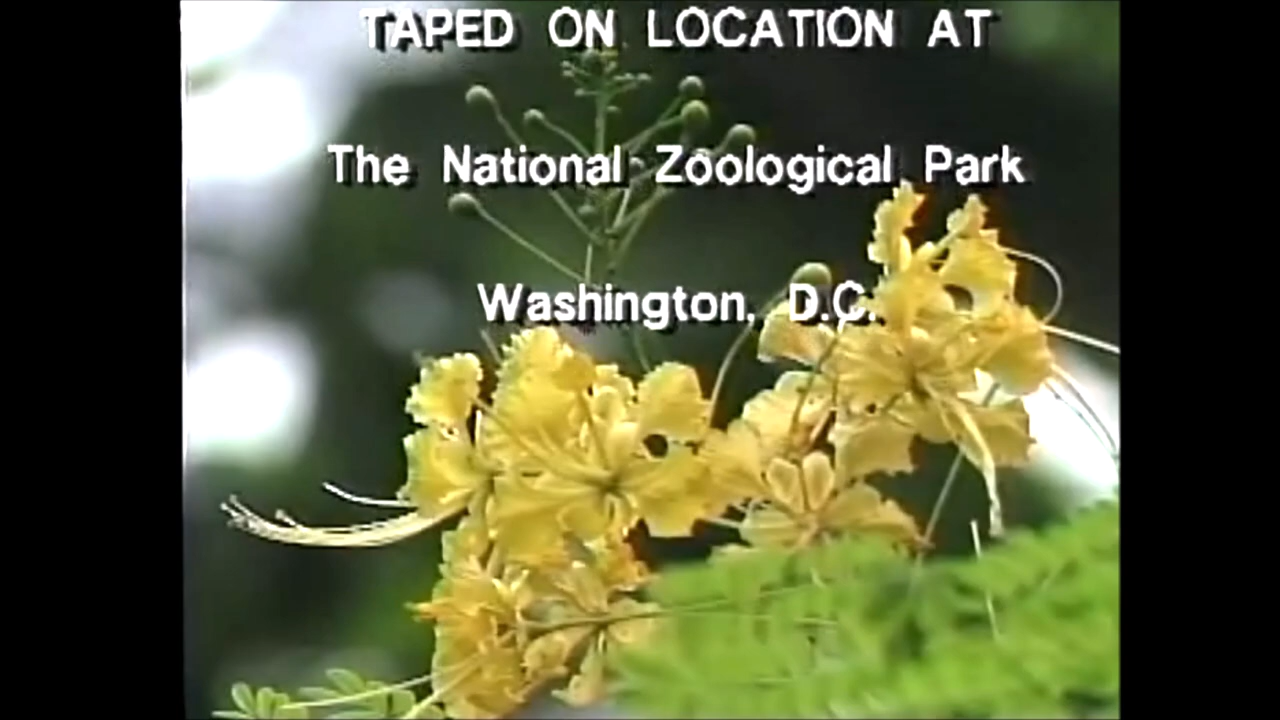 TAPED ON LOCATION AT
The National Zoological Park
Washington, D.C.